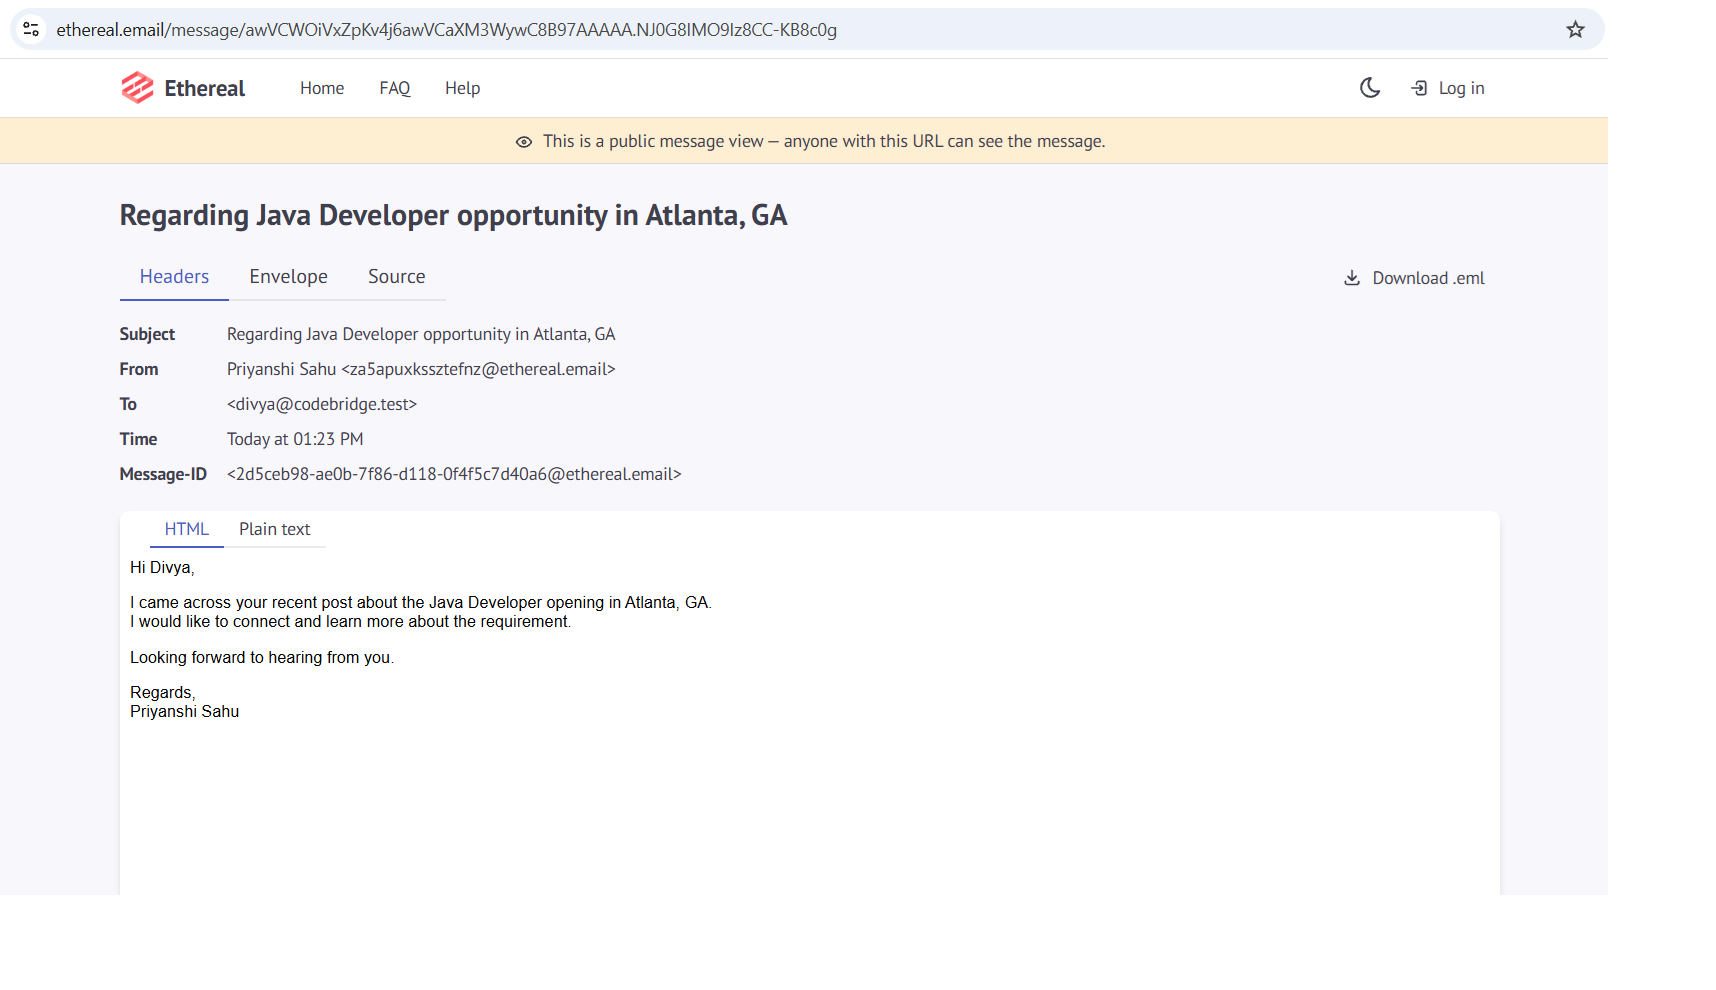 ethereal.email/message/awVCWOiVxZpKv4j6awVCaXM3WywC8B97AAAAA.NJ0G8IMO9Iz8CC-KB8c0g
Ethereal Home FAQ Help Log in
This is a public message view — anyone with this URL can see the message.
Regarding Java Developer opportunity in Atlanta, GA
Headers Envelope Source Download .eml
Subject Regarding Java Developer opportunity in Atlanta, GA
From Priyanshi Sahu <za5apuxkssztefnz@ethereal.email>
To <divya@codebridge.test>
Time Today at 01:23 PM
Message-ID <2d5ceb98-ae0b-7f86-d118-0f4f5c7d40a6@ethereal.email>
HTML Plain text
Hi Divya,
I came across your recent post about the Java Developer opening in Atlanta, GA.
I would like to connect and learn more about the requirement.
Looking forward to hearing from you.
Regards,
Priyanshi Sahu